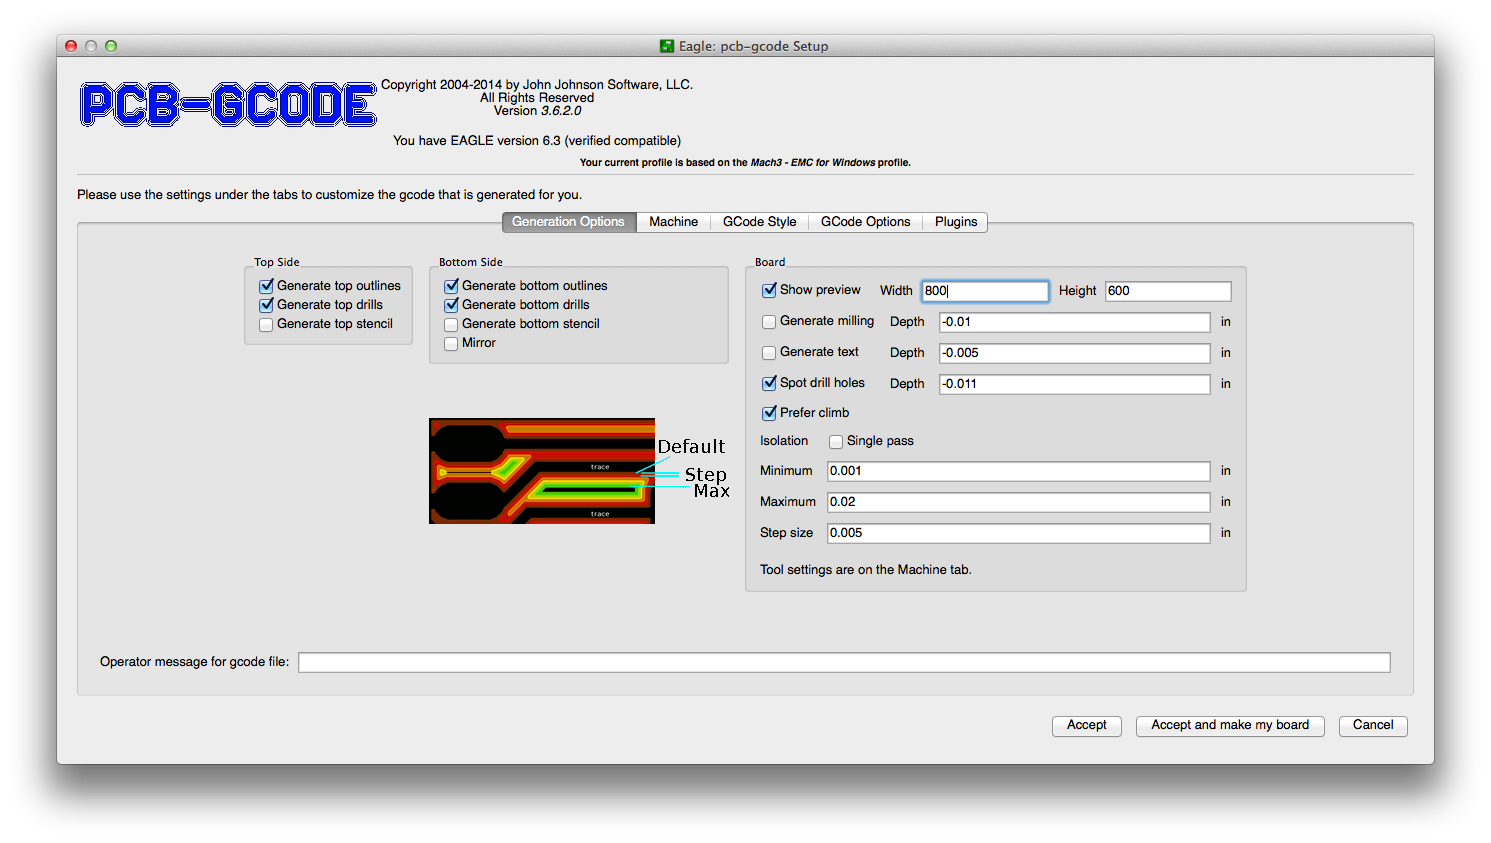 Eagle: pcb-gcode Setup
PCB-GCODE
Copyright 2004-2014 by John Johnson Software, LLC.
All Rights Reserved
Version 3.6.2.0
You have EAGLE version 6.3 (verified compatible)
Your current profile is based on the Mach3 - EMC for Windows profile.
Please use the settings under the tabs to customize the gcode that is generated for you.
Generation Options Machine GCode Style GCode Options Plugins
Top Side
Generate top outlines
Generate top drills
Generate top stencil
Bottom Side
Generate bottom outlines
Generate bottom drills
Generate bottom stencil
Mirror
trace
trace
Default
Step
Max
Board
Show preview Width 800 Height 600
Generate milling Depth -0.01 in
Generate text Depth -0.005 in
Spot drill holes Depth -0.011 in
Prefer climb
Isolation Single pass
Minimum 0.001 in
Maximum 0.02 in
Step size 0.005 in
Tool settings are on the Machine tab.
Operator message for gcode file:
Accept Accept and make my board Cancel